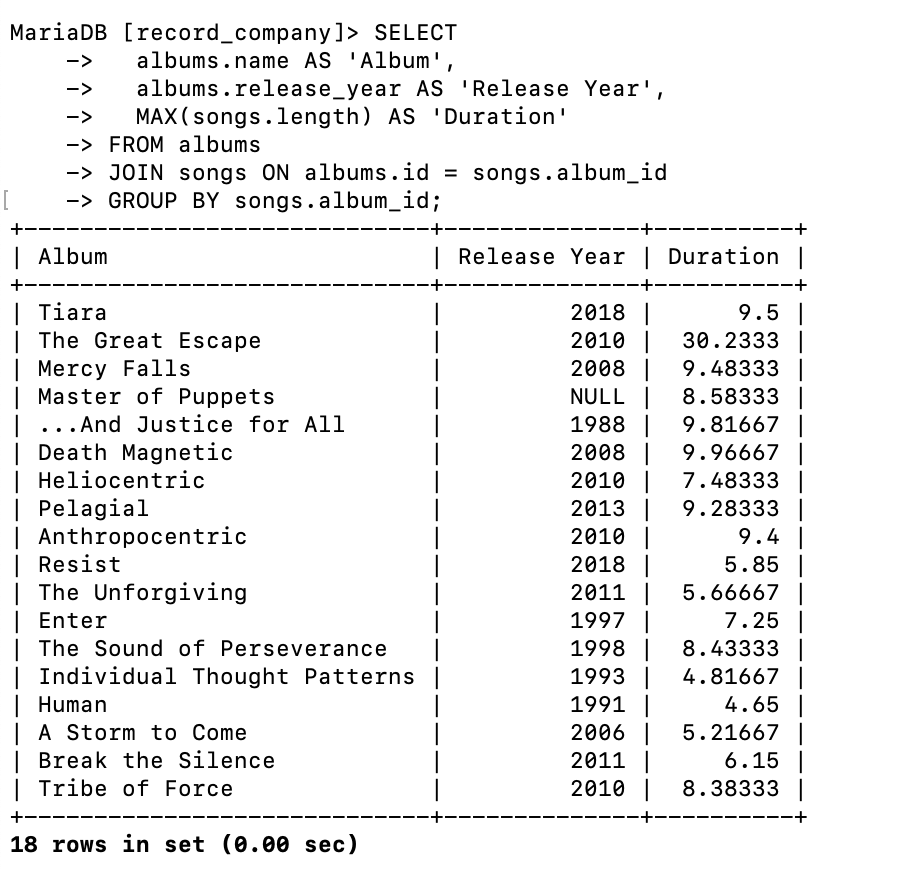 MariaDB [record_company]> SELECT
    ->   albums.name AS 'Album',
    ->   albums.release_year AS 'Release Year',
    ->   MAX(songs.length) AS 'Duration'
    -> FROM albums
    -> JOIN songs ON albums.id = songs.album_id
[    -> GROUP BY songs.album_id;
+-----------------------------+--------------+----------+
| Album                       | Release Year | Duration |
+-----------------------------+--------------+----------+
| Tiara                       |         2018 |      9.5 |
| The Great Escape            |         2010 |  30.2333 |
| Mercy Falls                 |         2008 |  9.48333 |
| Master of Puppets           |         NULL |  8.58333 |
| ...And Justice for All      |         1988 |  9.81667 |
| Death Magnetic              |         2008 |  9.96667 |
| Heliocentric                |         2010 |  7.48333 |
| Pelagial                    |         2013 |  9.28333 |
| Anthropocentric             |         2010 |      9.4 |
| Resist                      |         2018 |     5.85 |
| The Unforgiving             |         2011 |  5.66667 |
| Enter                       |         1997 |     7.25 |
| The Sound of Perseverance   |         1998 |  8.43333 |
| Individual Thought Patterns |         1993 |  4.81667 |
| Human                       |         1991 |     4.65 |
| A Storm to Come             |         2006 |  5.21667 |
| Break the Silence           |         2011 |     6.15 |
| Tribe of Force              |         2010 |  8.38333 |
+-----------------------------+--------------+----------+
18 rows in set (0.00 sec)